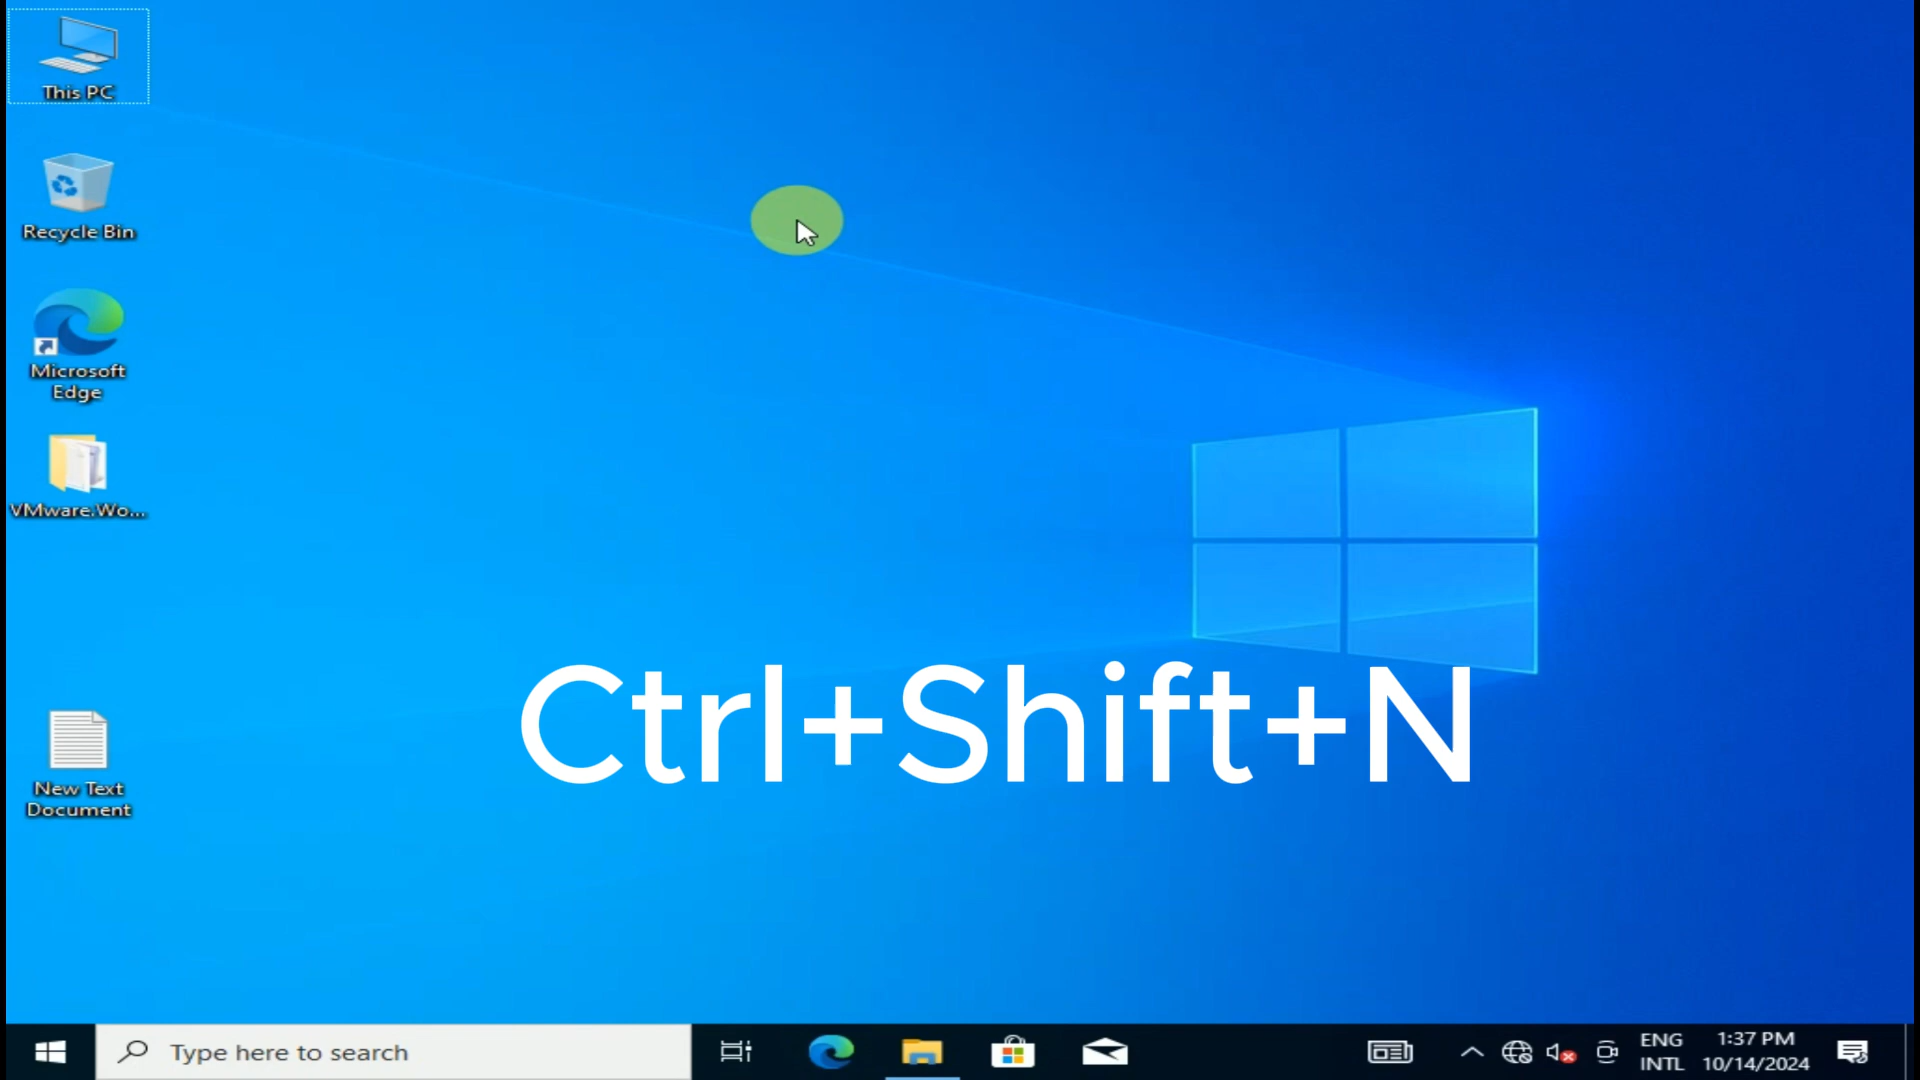 This PC
Recycle Bin
Microsoft
Edge
VMware.Wo...
New Text
Document
Ctrl+Shift+N
Type here to search
ENG
INTL
1:37 PM
10/14/2024